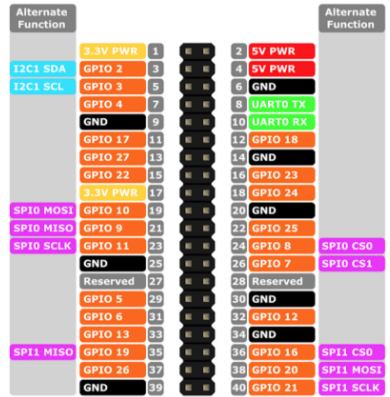 Alternate
Function
Alternate
Function
3.3V PWR 1 2 5V PWR
I2C1 SDA GPIO 2 3 4 5V PWR
I2C1 SCL GPIO 3 5 6 GND
GPIO 4 7 8 UART0 TX
GND 9 10 UART0 RX
GPIO 17 11 12 GPIO 18
GPIO 27 13 14 GND
GPIO 22 15 16 GPIO 23
3.3V PWR 17 18 GPIO 24
SPI0 MOSI GPIO 10 19 20 GND
SPI0 MISO GPIO 9 21 22 GPIO 25
SPI0 SCLK GPIO 11 23 24 GPIO 8 SPI0 CS0
GND 25 26 GPIO 7 SPI0 CS1
Reserved 27 28 Reserved
GPIO 5 29 30 GND
GPIO 6 31 32 GPIO 12
GPIO 13 33 34 GND
SPI1 MISO GPIO 19 35 36 GPIO 16 SPI1 CS0
GPIO 26 37 38 GPIO 20 SPI1 MOSI
GND 39 40 GPIO 21 SPI1 SCLK